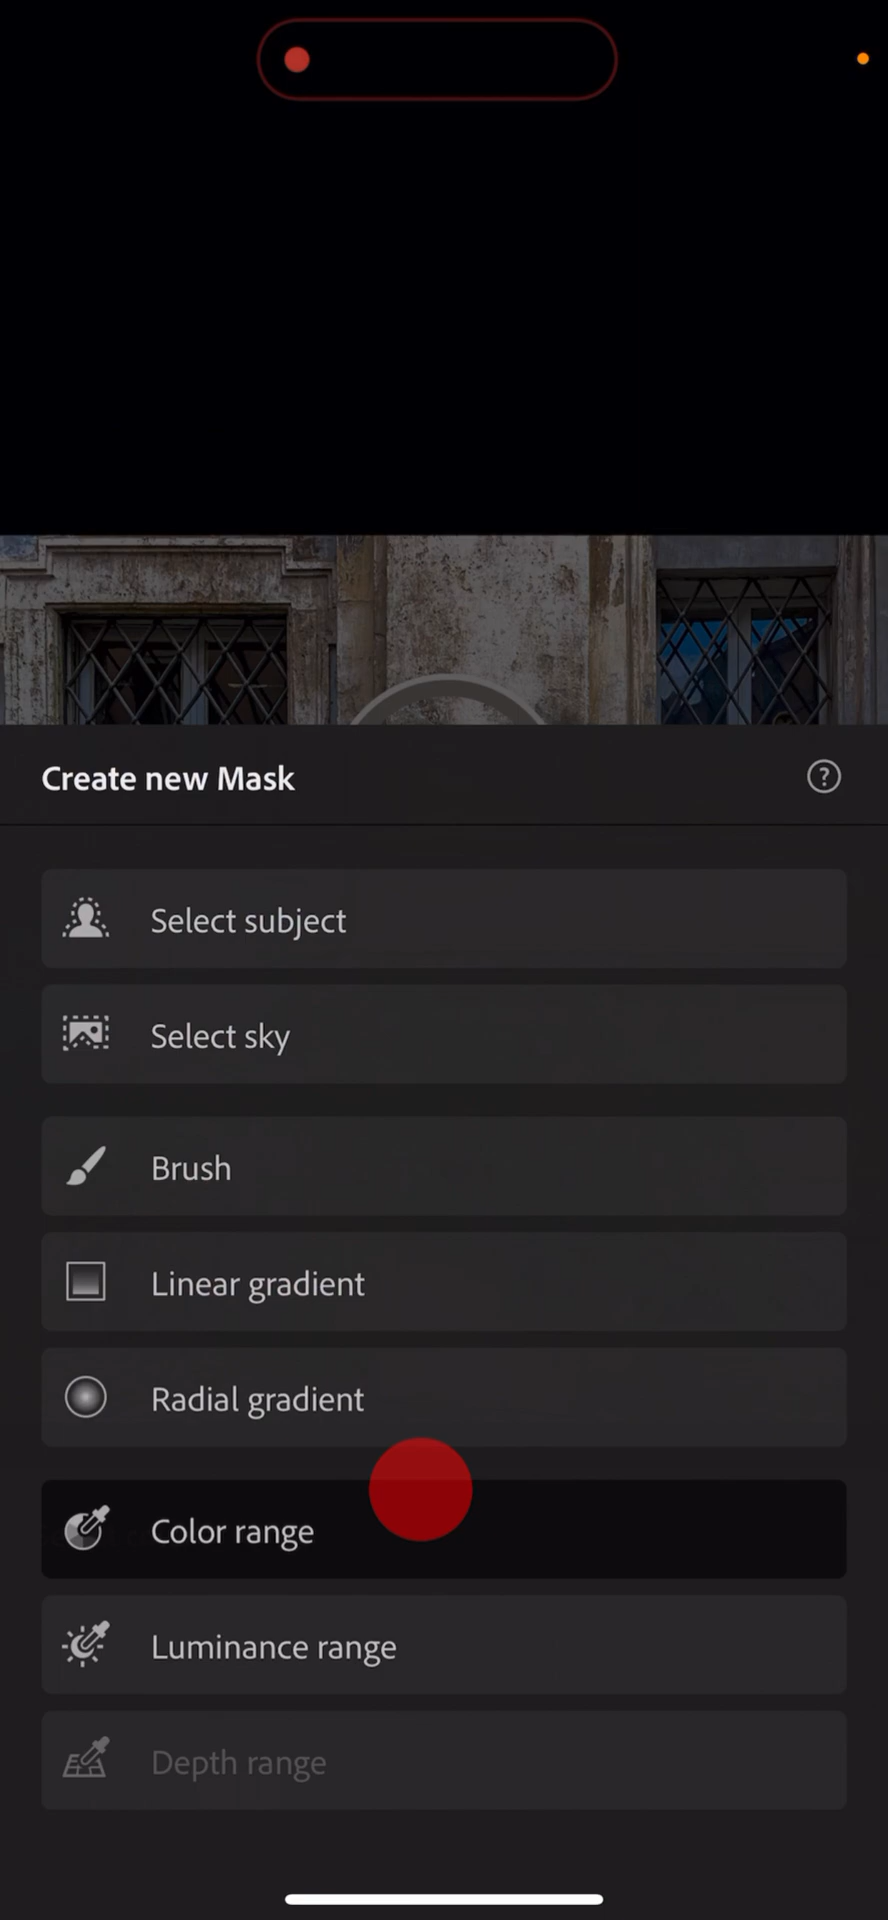 Create new Mask
Select subject
Select sky
Brush
Linear gradient
Radial gradient
Color range
Luminance range
Depth range